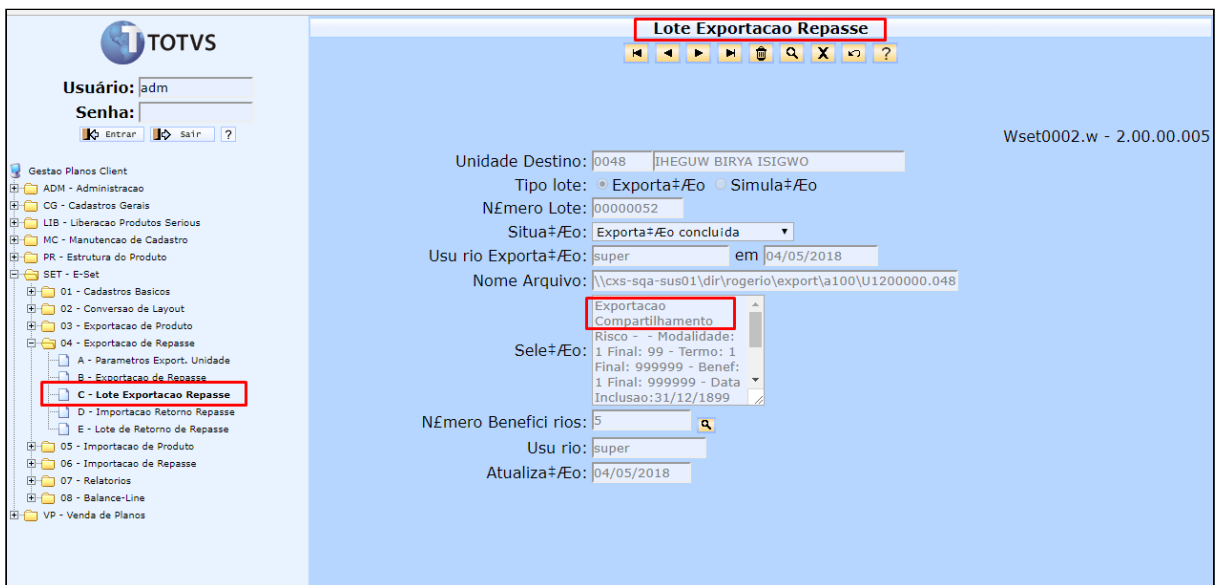 TOTVS
Usuário: adm
Senha:
Entrar Sair ?
Gestao Planos Client
ADM - Administracao
CG - Cadastros Gerais
LIB - Liberacao Produtos Serious
MC - Manutencao de Cadastro
PR - Estrutura do Produto
SET - E-Set
01 - Cadastros Basicos
02 - Conversao de Layout
03 - Exportacao de Produto
04 - Exportacao de Repasse
A - Parametros Export. Unidade
B - Exportacao de Repasse
C - Lote Exportacao Repasse
D - Importacao Retorno Repasse
E - Lote de Retorno de Repasse
05 - Importacao de Produto
06 - Importacao de Repasse
07 - Relatorios
08 - Balance-Line
VP - Venda de Planos
Lote Exportacao Repasse
X ?
Wset0002.w - 2.00.00.005
Unidade Destino: 0048 IHEGUW BIRYA ISIGWO
Tipo lote: Exporta‡Æo Simula‡Æo
N£mero Lote: 00000052
Situa‡Æo: Exporta‡Æo concluida
Usu rio Exporta‡Æo: super em 04/05/2018
Nome Arquivo: \\cxs-sqa-sus01\dir\rogerio\export\a100\U1200000.048
Sele‡Æo: Exportacao
Compartilhamento
Risco - - Modalidade:
1 Final: 99 - Termo: 1
Final: 999999 - Benef:
1 Final: 999999 - Data
Inclusao:31/12/1899
N£mero Benefici rios: 5
Usu rio: super
Atualiza‡Æo: 04/05/2018